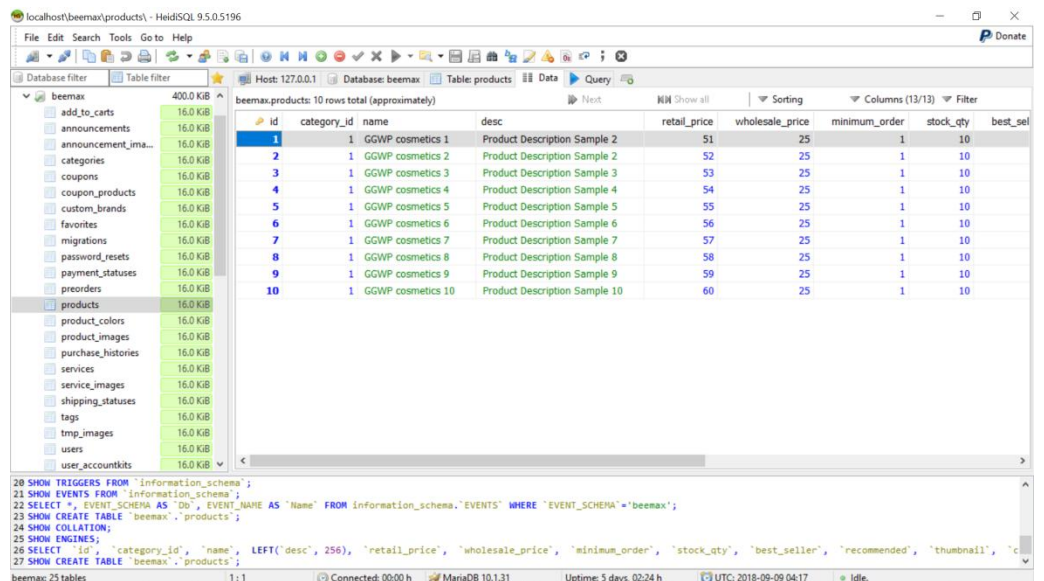 localhost\beemax\products\ - HeidiSQL 9.5.0.5196
File Edit Search Tools Go to Help
Donate
Database filter Table filter Host: 127.0.0.1 Database: beemax Table: products Data Query
beemax 400.0 KiB
add_to_carts 16.0 KiB
announcements 16.0 KiB
announcement_ima... 16.0 KiB
categories 16.0 KiB
coupons 16.0 KiB
coupon_products 16.0 KiB
custom_brands 16.0 KiB
favorites 16.0 KiB
migrations 16.0 KiB
password_resets 16.0 KiB
payment_statuses 16.0 KiB
preorders 16.0 KiB
products 16.0 KiB
product_colors 16.0 KiB
product_images 16.0 KiB
purchase_histories 16.0 KiB
services 16.0 KiB
service_images 16.0 KiB
shipping_statuses 16.0 KiB
tags 16.0 KiB
tmp_images 16.0 KiB
users 16.0 KiB
user_accountkits 16.0 KiB
beemax.products: 10 rows total (approximately) Next Show all Sorting Columns (13/13) Filter
id category_id name desc retail_price wholesale_price minimum_order stock_qty best_sel
1 1 GGWP cosmetics 1 Product Description Sample 2 51 25 1 10
2 1 GGWP cosmetics 2 Product Description Sample 2 52 25 1 10
3 1 GGWP cosmetics 3 Product Description Sample 3 53 25 1 10
4 1 GGWP cosmetics 4 Product Description Sample 4 54 25 1 10
5 1 GGWP cosmetics 5 Product Description Sample 5 55 25 1 10
6 1 GGWP cosmetics 6 Product Description Sample 6 56 25 1 10
7 1 GGWP cosmetics 7 Product Description Sample 7 57 25 1 10
8 1 GGWP cosmetics 8 Product Description Sample 8 58 25 1 10
9 1 GGWP cosmetics 9 Product Description Sample 9 59 25 1 10
10 1 GGWP cosmetics 10 Product Description Sample 10 60 25 1 10
20 SHOW TRIGGERS FROM `information_schema`;
21 SHOW EVENTS FROM `information_schema`;
22 SELECT *, EVENT_SCHEMA AS `Db`, EVENT_NAME AS `Name` FROM information_schema.`EVENTS` WHERE `EVENT_SCHEMA`='beemax';
23 SHOW CREATE TABLE `beemax`.`products`;
24 SHOW COLLATION;
25 SHOW ENGINES;
26 SELECT `id`, `category_id`, `name`, LEFT(`desc`, 256), `retail_price`, `wholesale_price`, `minimum_order`, `stock_qty`, `best_seller`, `recommended`, `thumbnail`, `c
27 SHOW CREATE TABLE `beemax`.`products`;
beemax: 25 tables 1 : 1 Connected: 00:00 h MariaDB 10.1.31 Uptime: 5 days, 02:24 h UTC: 2018-09-09 04:17 Idle.